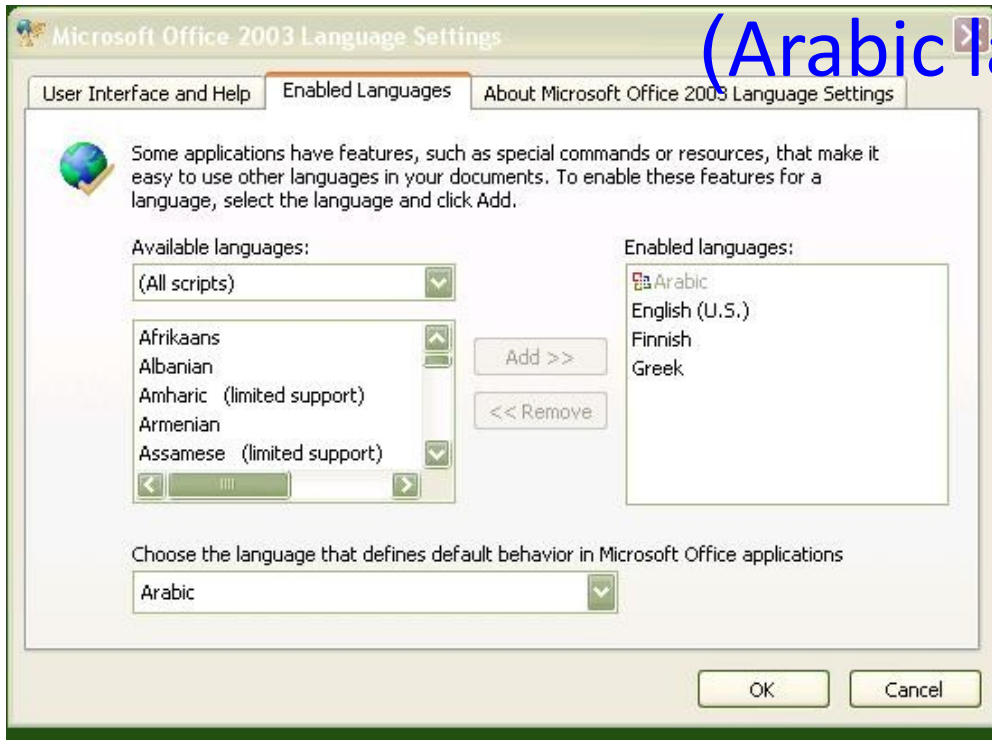 Microsoft Office 2003 Language Settings
(Arabic
User Interface and Help
Enabled Languages
About Microsoft Office 2003 Language Settings
Some applications have features, such as special commands or resources, that make it
easy to use other languages in your documents. To enable these features for a
language, select the language and click Add.
Available languages:
(All scripts)
Afrikaans
Albanian
Amharic (limited support)
Armenian
Assamese (limited support)
Add >>
<< Remove
Enabled languages:
Arabic
English (U.S.)
Finnish
Greek
Choose the language that defines default behavior in Microsoft Office applications
Arabic
OK
Cancel